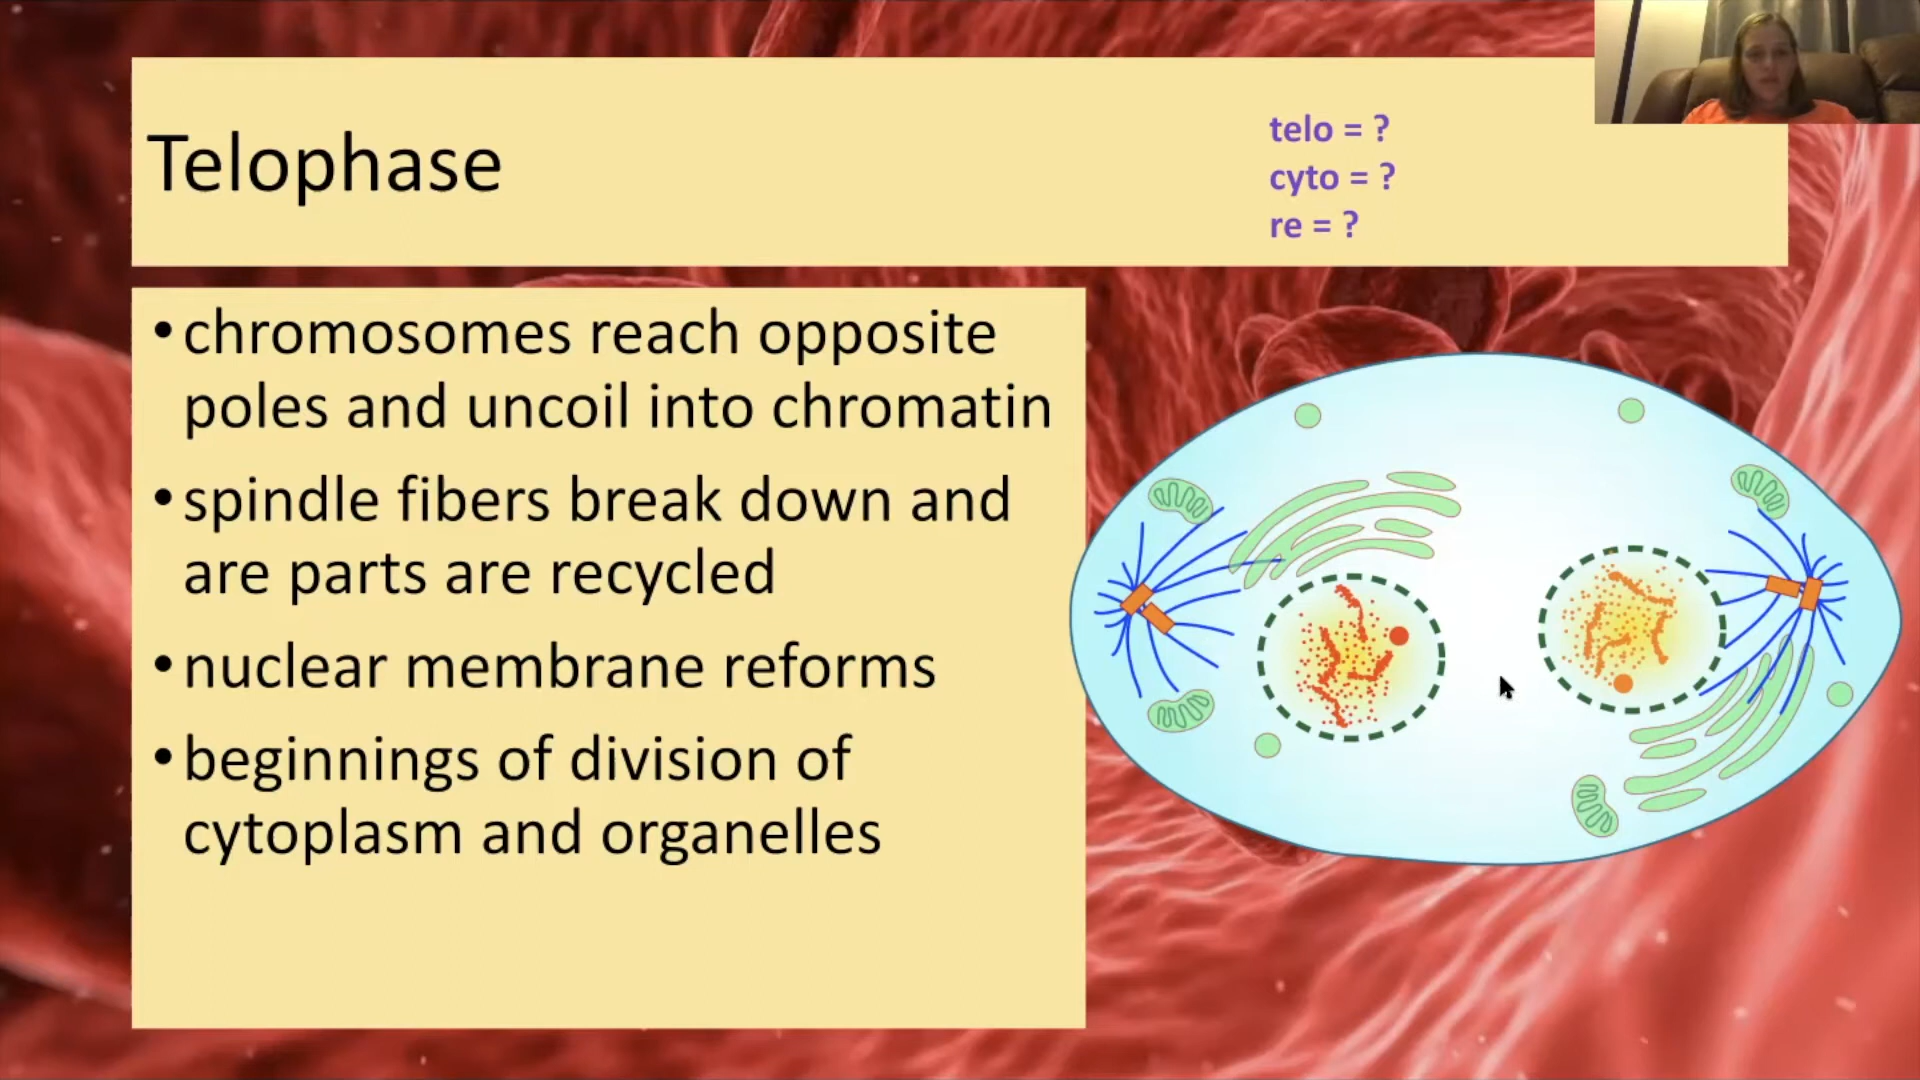 Telophase
telo = ?
cyto = ?
re = ?
•chromosomes reach opposite
poles and uncoil into chromatin
•spindle fibers break down and
are parts are recycled
•nuclear membrane reforms
•beginnings of division of
cytoplasm and organelles